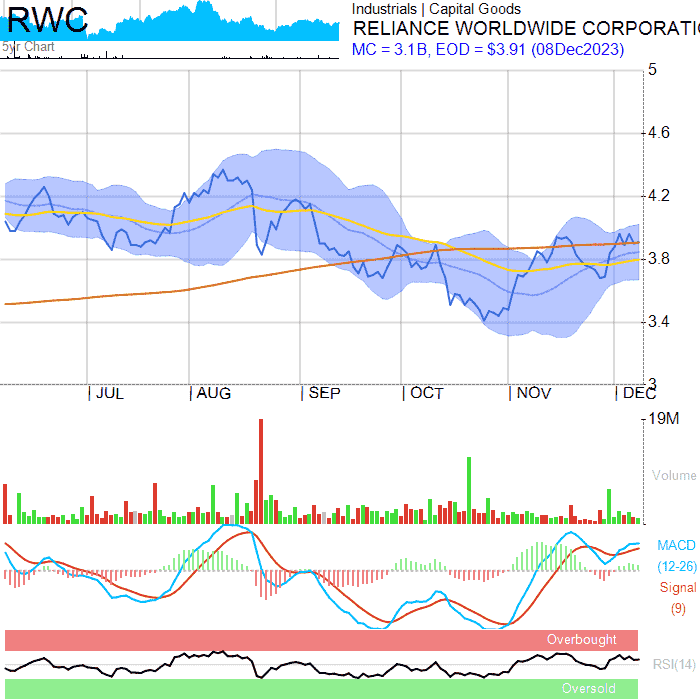 RWC
5yr Chart
Industrials | Capital Goods
RELIANCE WORLDWIDE CORPORATI
MC = 3.1B, EOD = $3.91 (08Dec2023)
5
4.6
4.2
3.8
3.4
3
JUL AUG SEP OCT NOV DEC
19M
Volume
MACD
(12-26)
Signal
(9)
Overbought
RSI(14)
Oversold